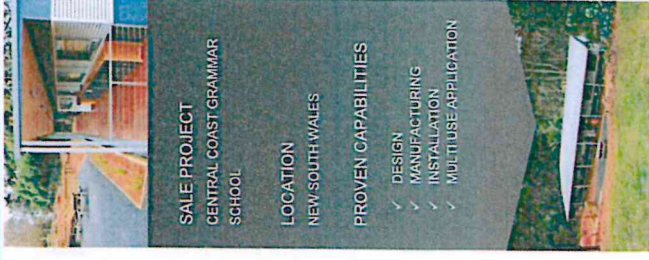 SALE PROJECT
CENTRAL COAST GRAMMAR
SCHOOL
LOCATION
NEW SOUTH WALES
PROVEN CAPABILITIES
✓ DESIGN
✓ MANUFACTURING
✓ INSTALLATION
✓ MULTI USE APPLICATION